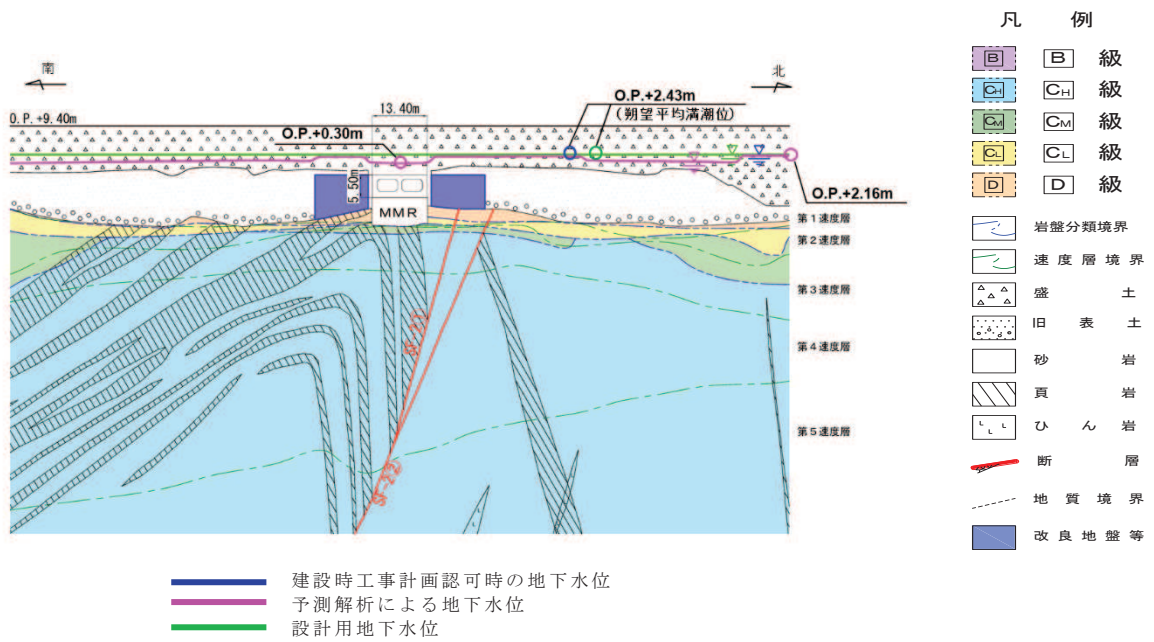 南
北
O.P.+9.40m
13.40m
O.P.+2.43m
(朔望平均満潮位)
O.P.+0.30m
O.P.+2.16m
5.50m
MMR
第1速度層
第2速度層
第3速度層
第4速度層
第5速度層
凡 例
B B 級
CH CH 級
CM CM 級
CL CL 級
D D 級
岩盤分類境界
速度層境界
盛土
旧表土
砂岩
頁岩
ひん岩
断層
地質境界
改良地盤等
建設時工事計画認可時の地下水位
予測解析による地下水位
設計用地下水位